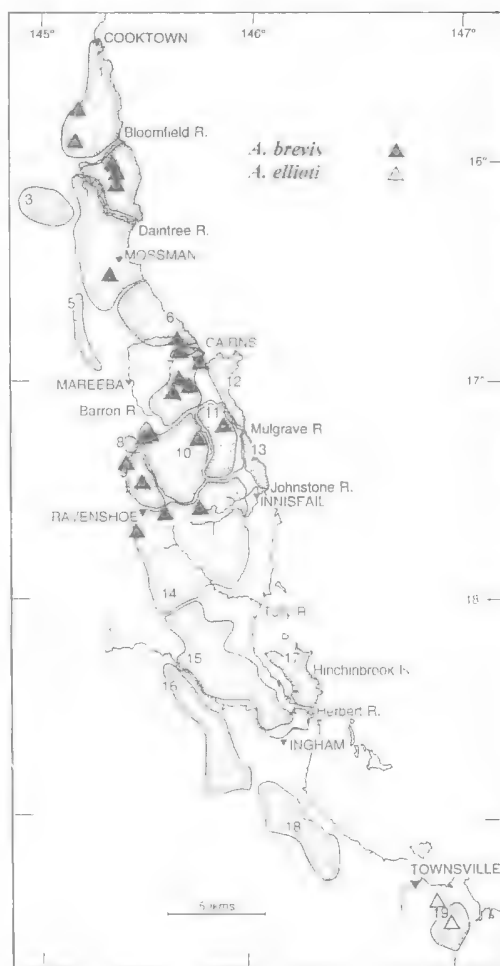 145° 146° 147°
COOKTOWN
1
Bloomfield R.
A. brevis
A. ellioti
16°
3
Daintree R.
MOSSMAN
5
6
CAIRNS
MAREEBA
12
17°
Barron R
11
Mulgrave R
8
10
13
9
Johnstone R.
INNISFAIL
RAVENSHOE
18
14
15
17
Hinchinbrook Is
16
Herbert R.
INGHAM
18
TOWNSVILLE
19